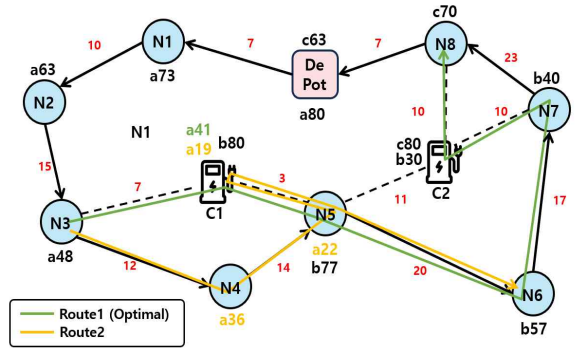 c63
c70
10
N1
7
De
Pot
7
N8
a63
a73
a80
23
b40
N2
N1
a41
a19
b80
10
10
N7
c80
b30
15
7
3
C1
C2
11
17
N3
N5
a48
12
14
a22
b77
20
N4
N6
a36
b57
Route1 (Optimal)
Route2